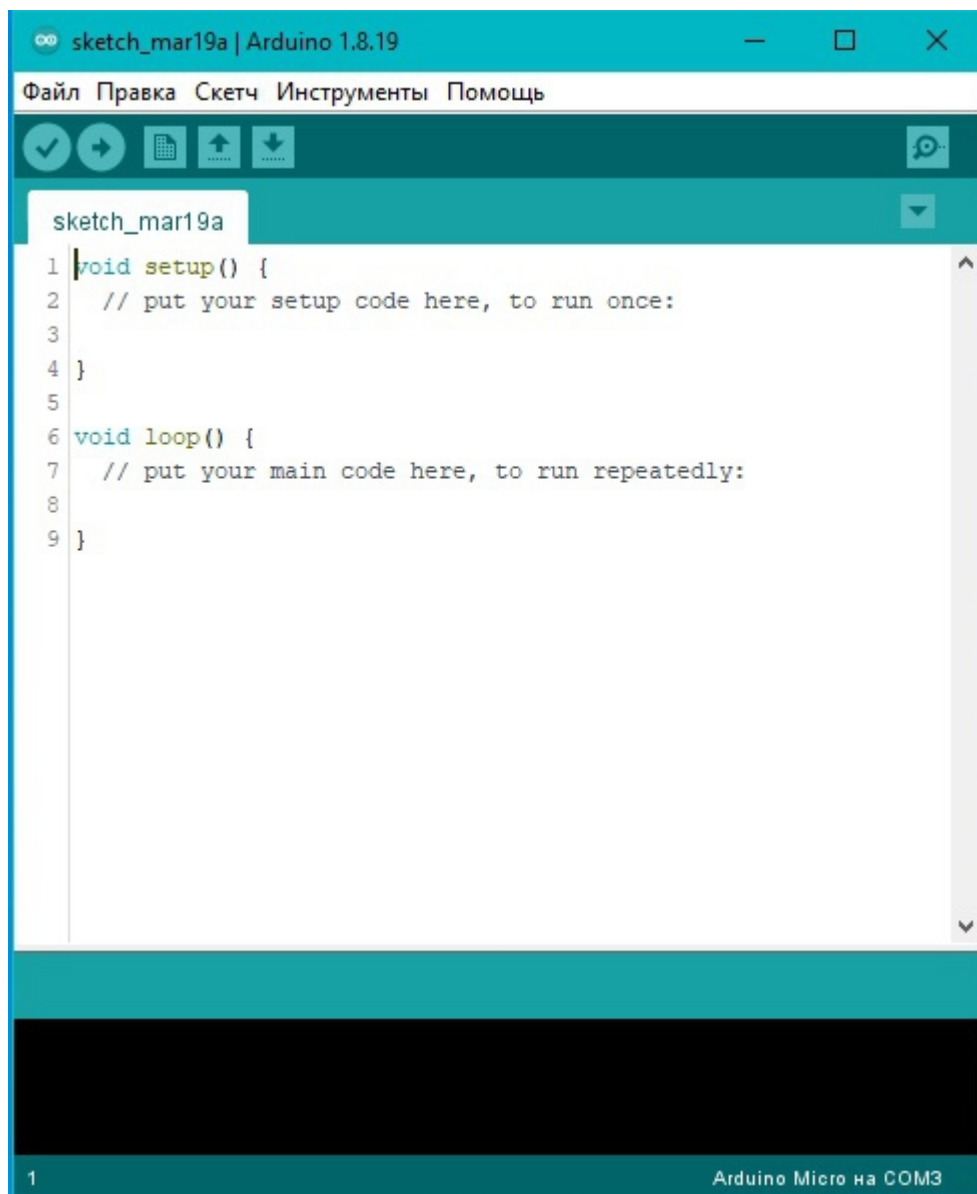 sketch_mar19a | Arduino 1.8.19
Файл Правка Скетч Инструменты Помощь
sketch_mar19a
1 void setup() {
2   // put your setup code here, to run once:
3
4 }
5
6 void loop() {
7   // put your main code here, to run repeatedly:
8
9 }
1 Arduino Micro на COM3